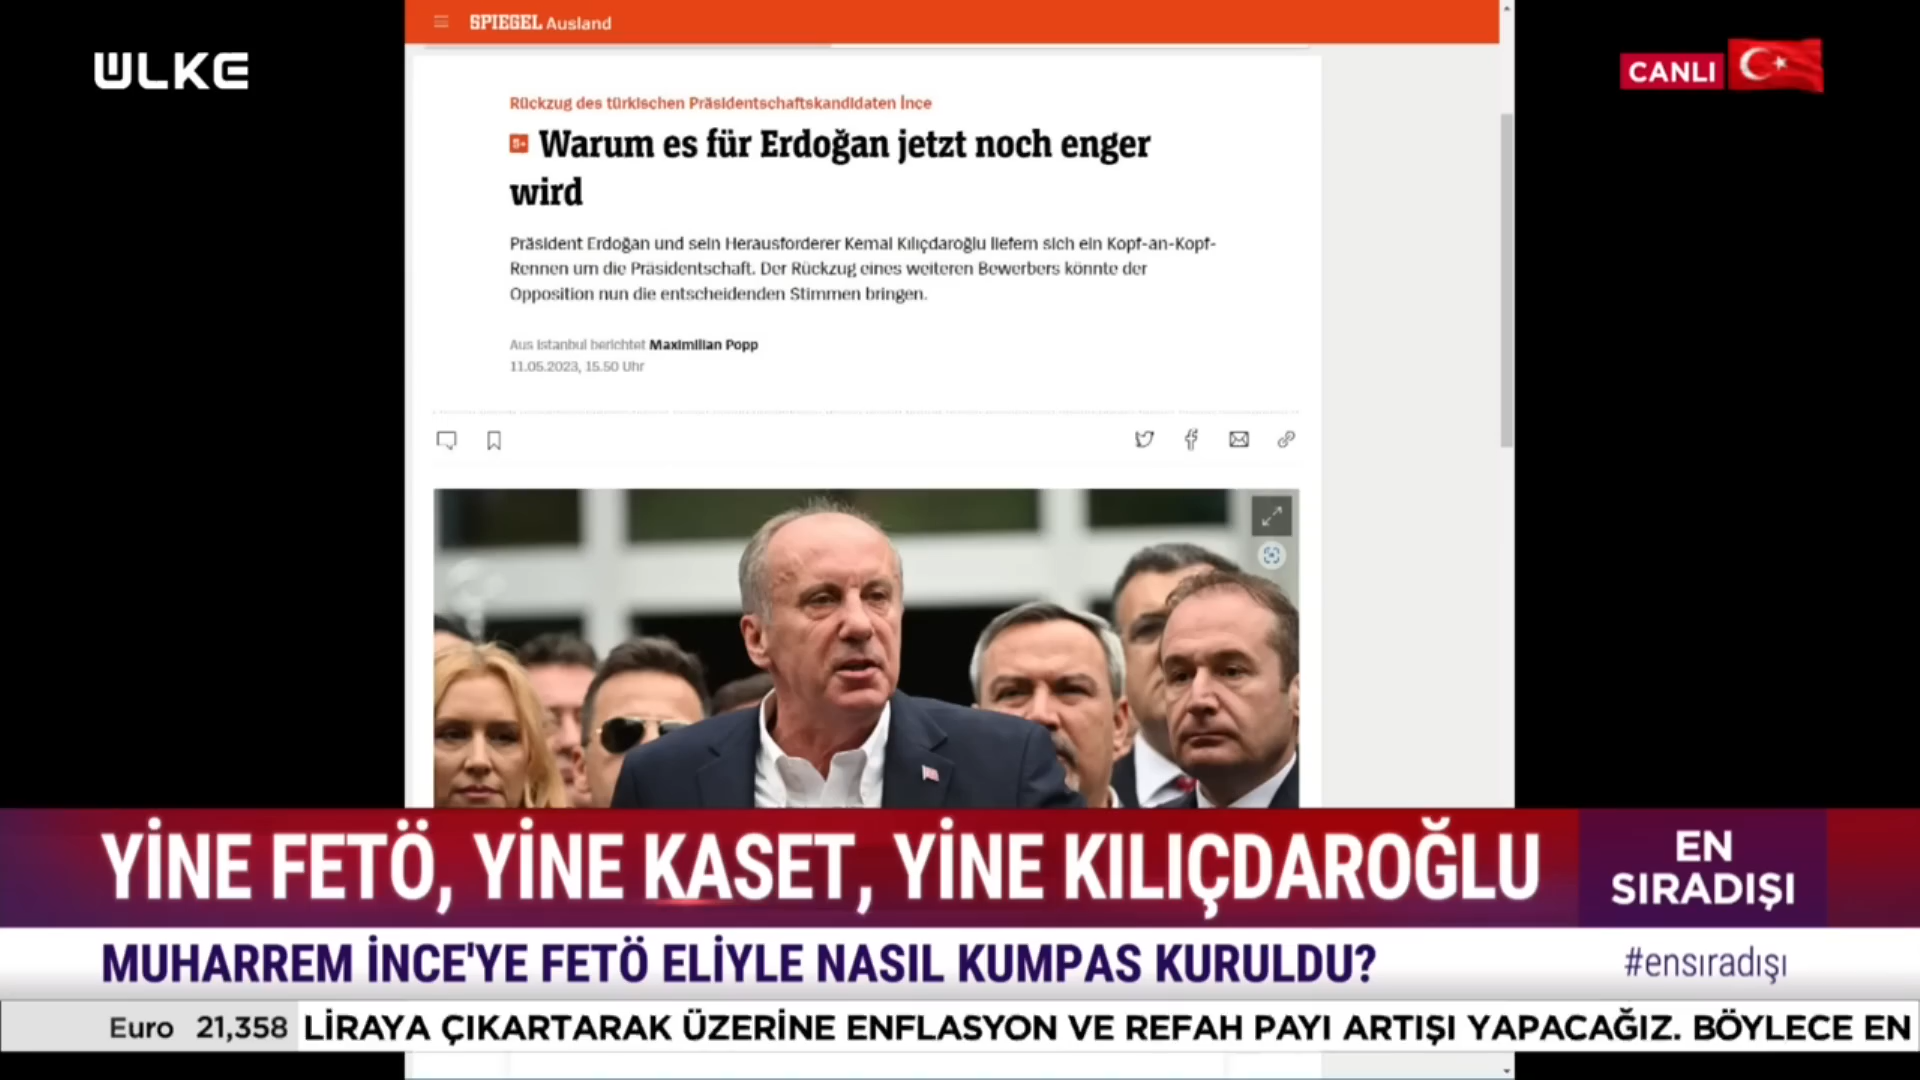 ÜLKE
SPIEGEL Ausland
CANLI
Rückzug des türkischen Präsidentschaftskandidaten İnce
S+ Warum es für Erdoğan jetzt noch enger
wird
Präsident Erdoğan und sein Herausforderer Kemal Kılıçdaroğlu liefern sich ein Kopf-an-Kopf-
Rennen um die Präsidentschaft. Der Rückzug eines weiteren Bewerbers könnte der
Opposition nun die entscheidenden Stimmen bringen.
Aus Istanbul berichtet Maximilian Popp
11.05.2023, 15.50 Uhr
YİNE FETÖ, YİNE KASET, YİNE KILIÇDAROĞLU
EN
SIRADIŞI
MUHARREM İNCE'YE FETÖ ELİYLE NASIL KUMPAS KURULDU?
#ensıradışı
Euro 21,358 LİRAYA ÇIKARTARAK ÜZERİNE ENFLASYON VE REFAH PAYI ARTIŞI YAPACAĞIZ. BÖYLECE EN